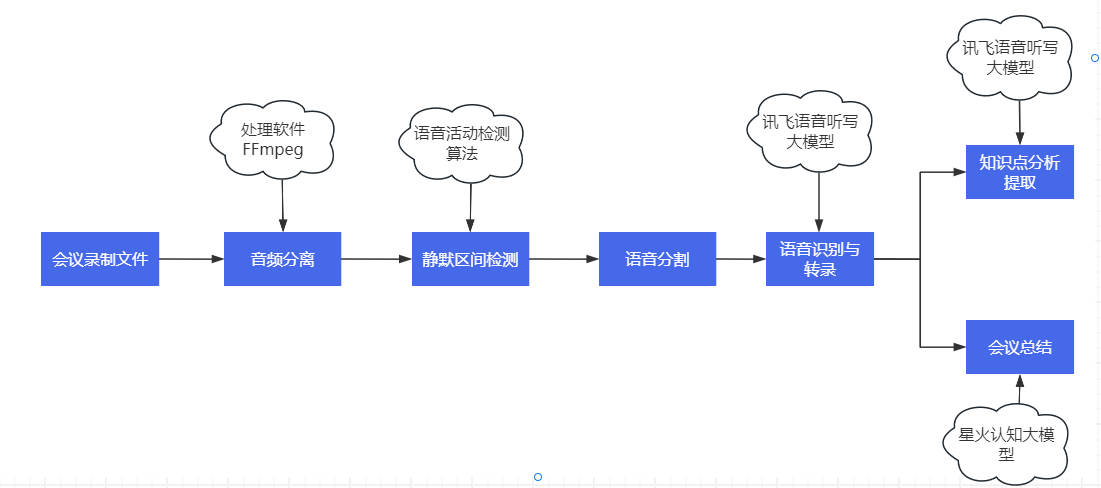 讯飞语音听写
大模型
处理软件
FFmpeg
语音活动检测
算法
讯飞语音听写
大模型
知识点分析
提取
会议录制文件
音频分离
静默区间检测
语音分割
语音识别与
转录
会议总结
星火认知大模
型